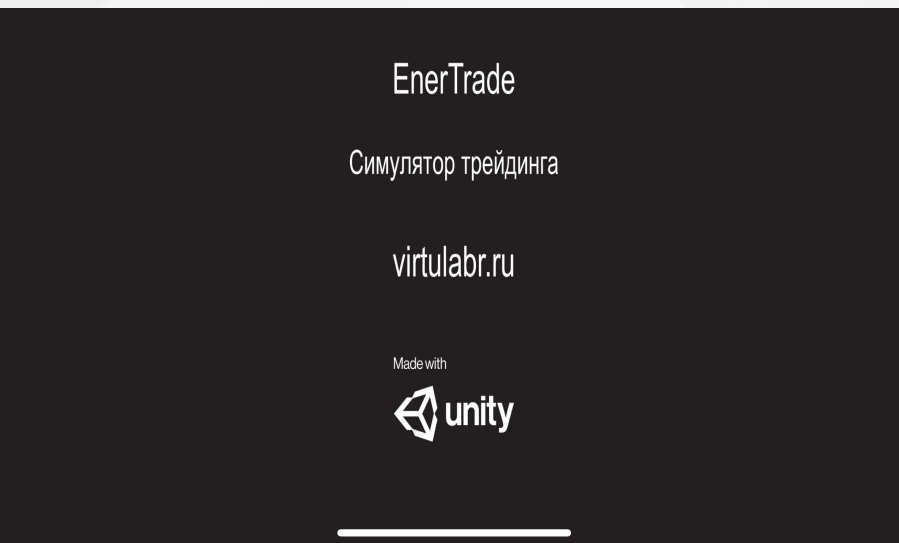 EnerTrade
Симулятор трейдинга
virtulabr.ru
Made with
unity